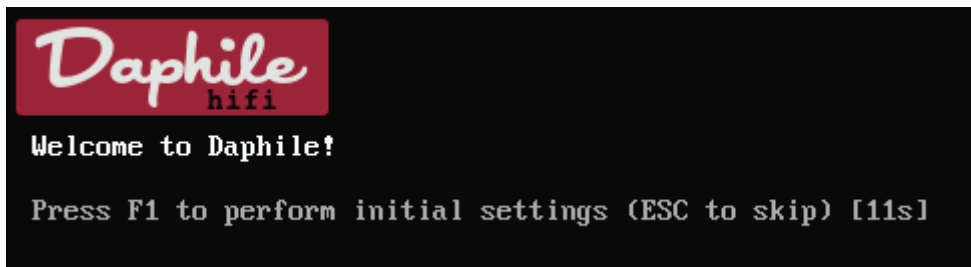 Daphile
hifi
Welcome to Daphile!
Press F1 to perform initial settings (ESC to skip) [11s]